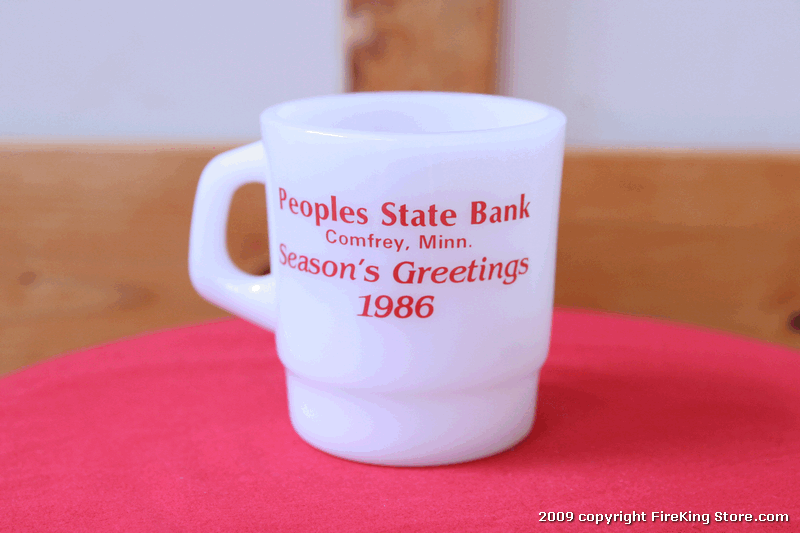 Peoples State Bank
Comfrey, Minn.
Season's Greetings
1986
2009 copyright FireKing Store.com